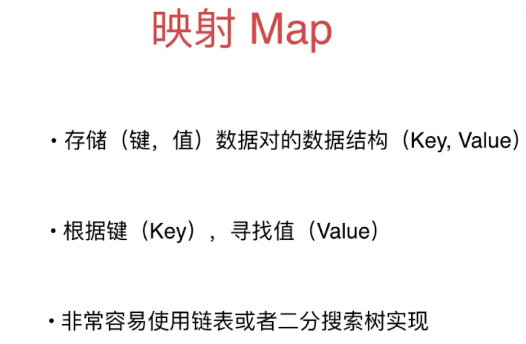 映射 Map
• 存储（键，值）数据对的数据结构（Key, Value）
• 根据键（Key），寻找值（Value）
• 非常容易使用链表或者二分搜索树实现